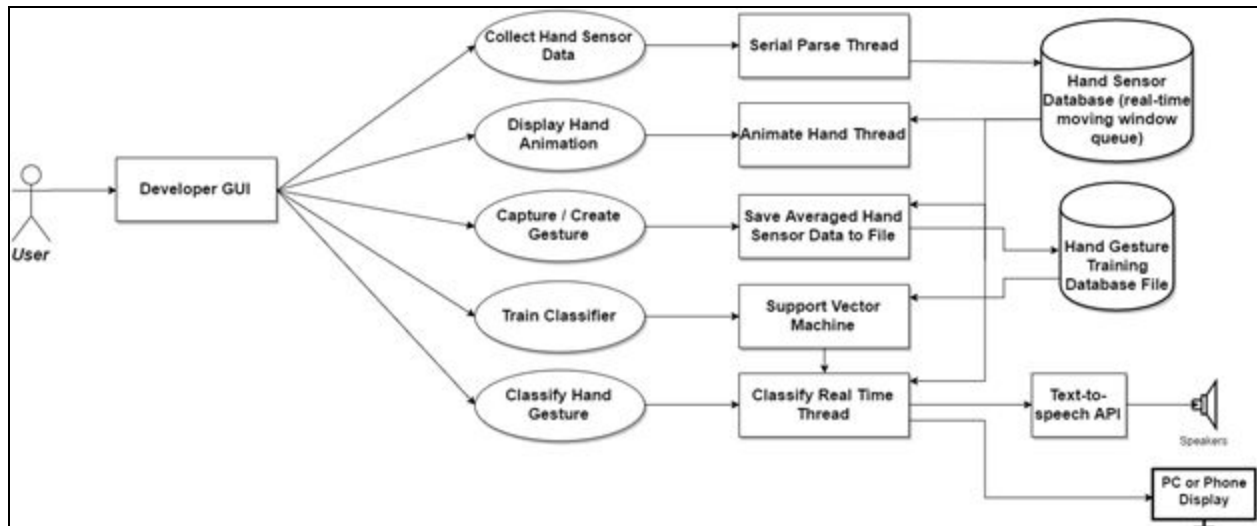 Collect Hand Sensor
Data
Serial Parse Thread
Hand Sensor
Database (real-time
moving window
queue)
Display Hand
Animation
Animate Hand Thread
Developer GUI
User
Capture / Create
Gesture
Save Averaged Hand
Sensor Data to File
Hand Gesture
Training
Database File
Train Classifier
Support Vector
Machine
Classify Hand
Gesture
Classify Real Time
Thread
Text-to-
speech API
Speakers
PC or Phone
Display